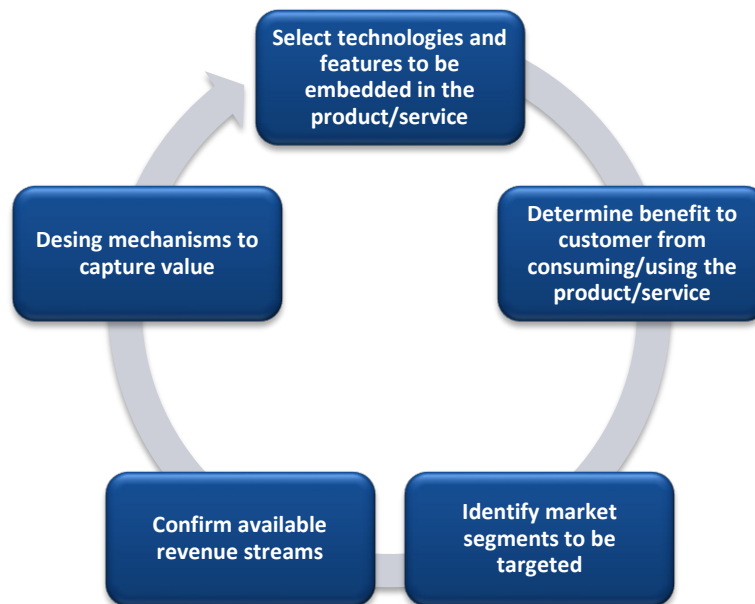 Select technologies and
features to be
embedded in the
product/service
Determine benefit to
customer from
consuming/using the
product/service
Identify market
segments to be
targeted
Confirm available
revenue streams
Desing mechanisms to
capture value